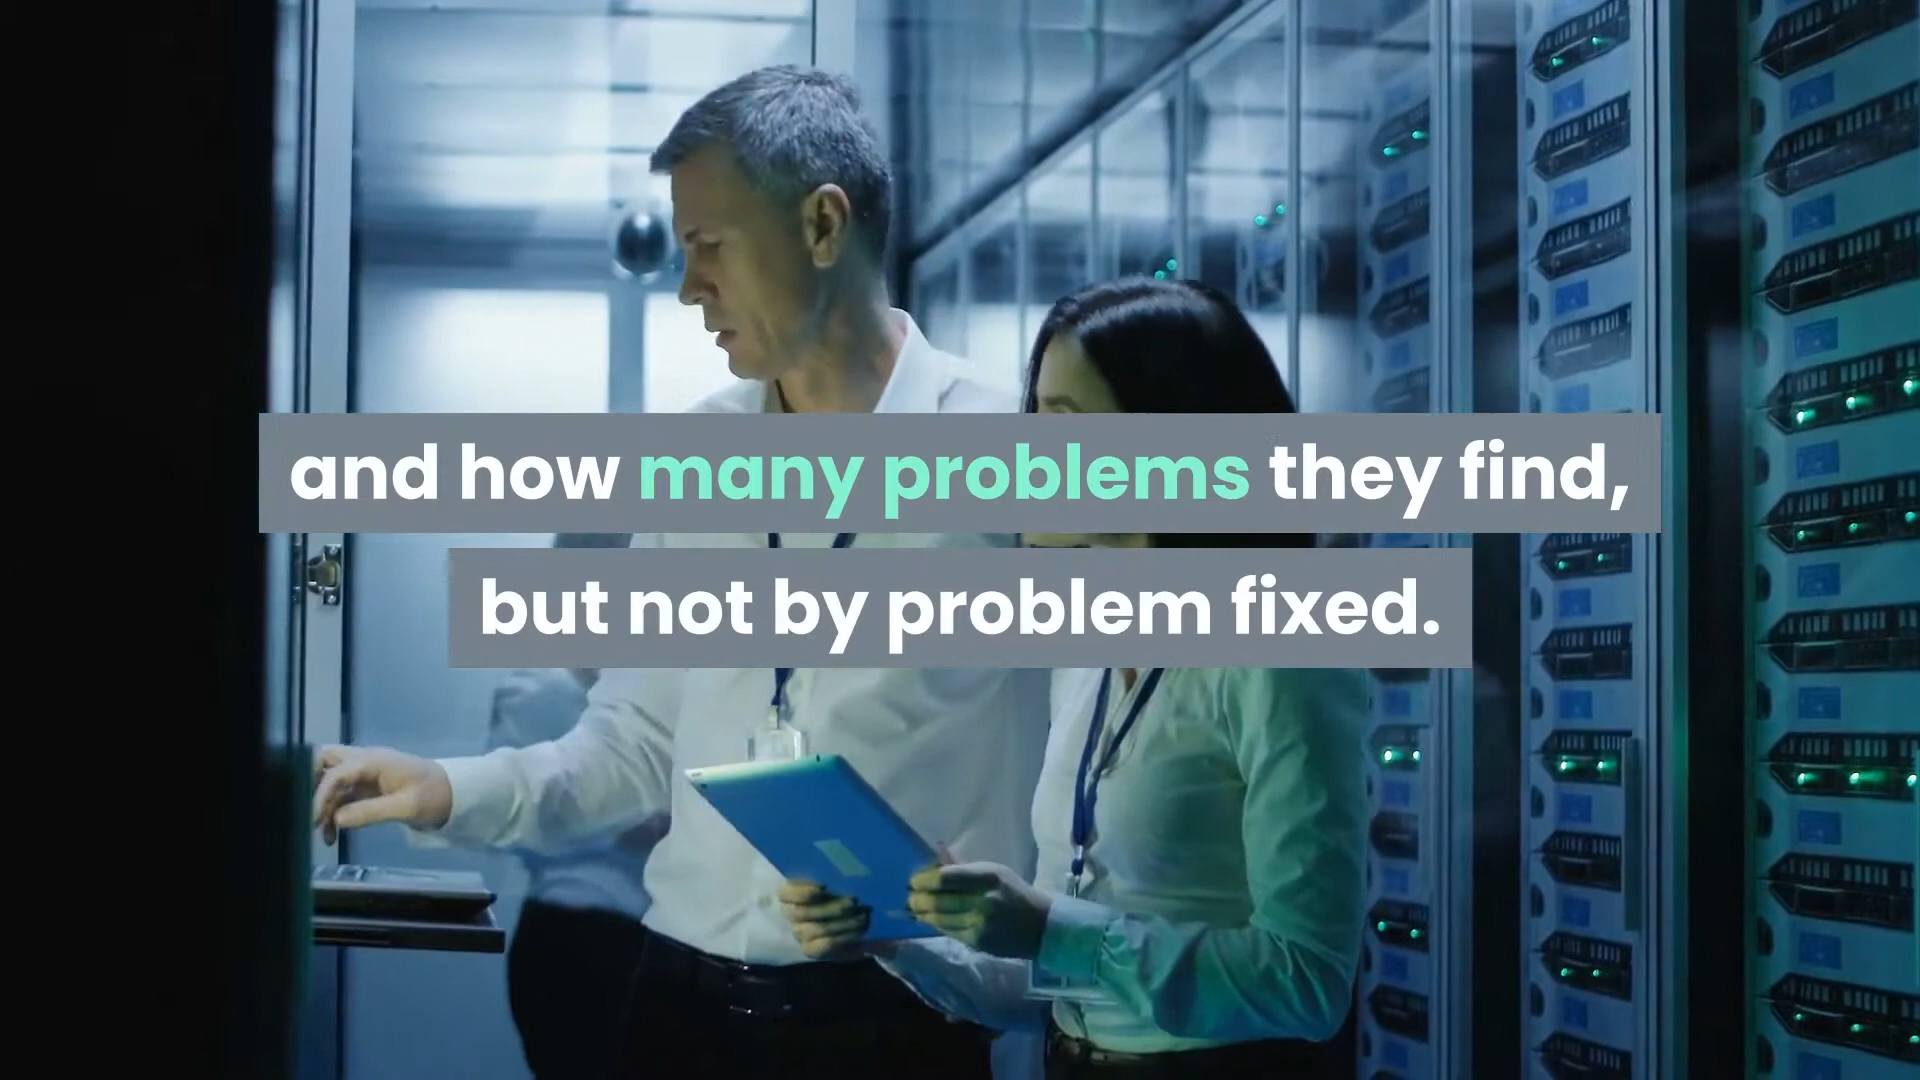 and how many problems they find,
but not by problem fixed.